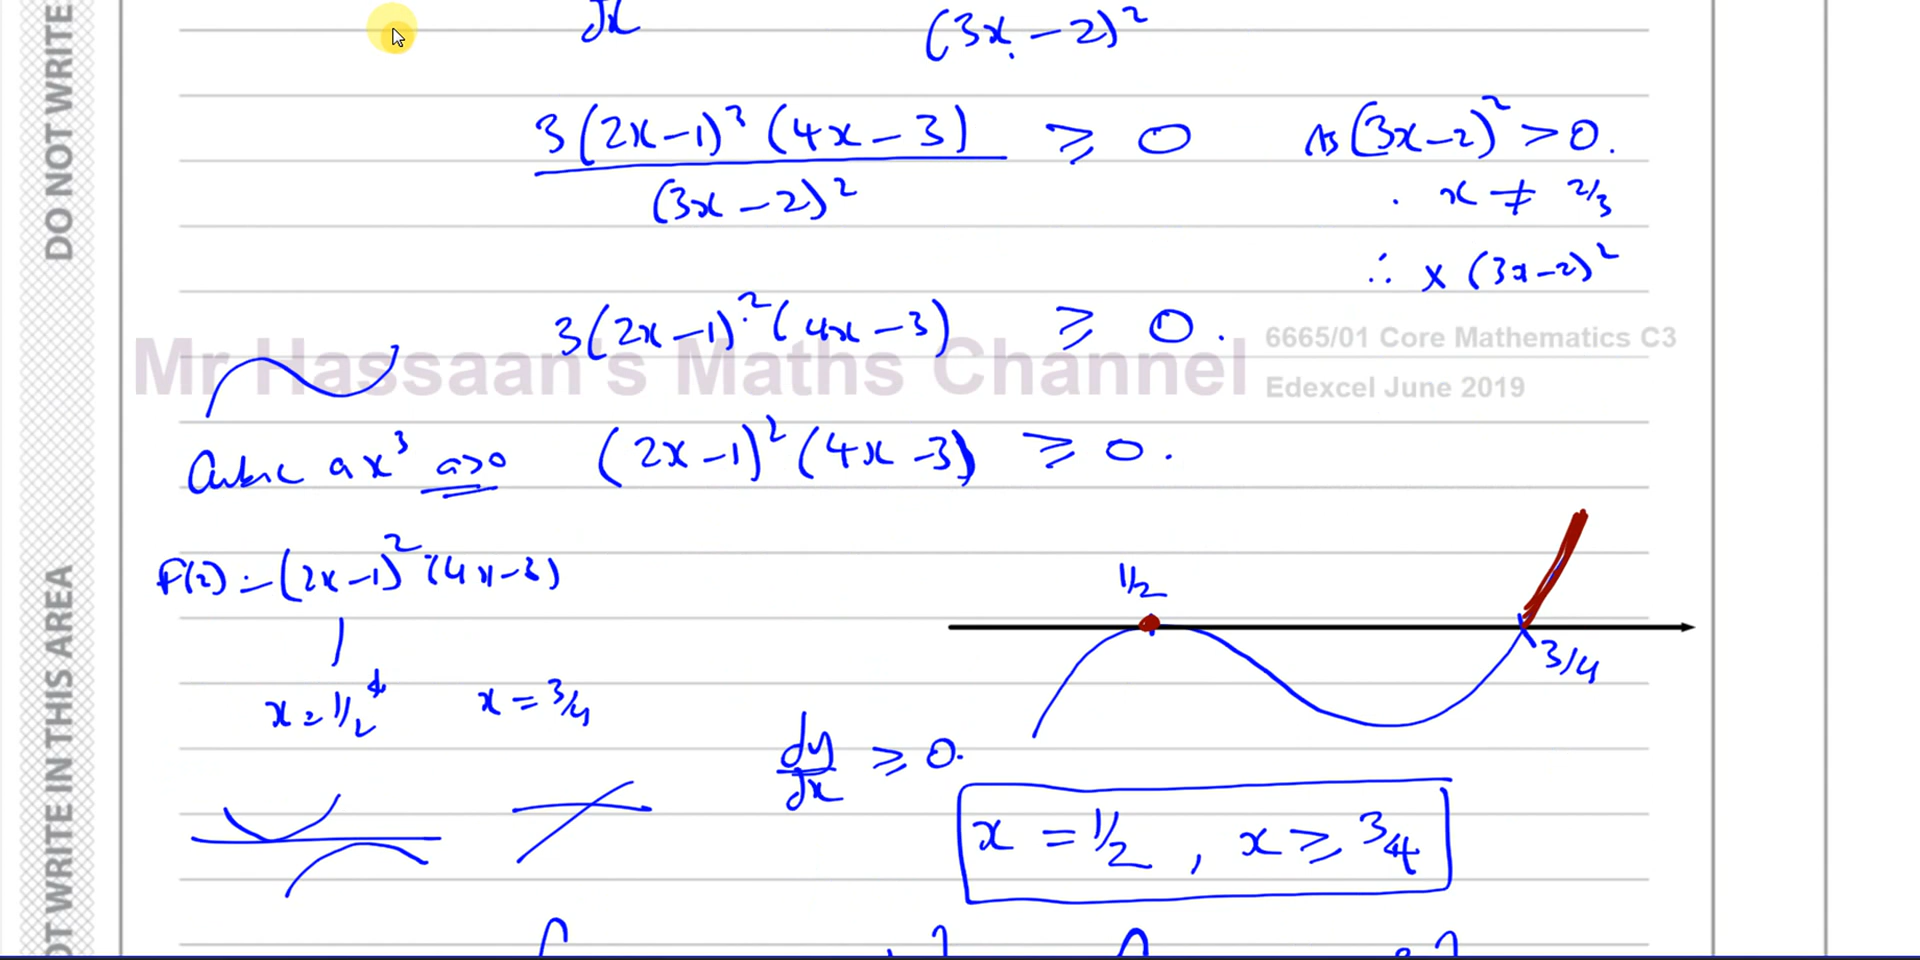 DO NOT WRITE
dx (3x - 2)²
3(2x-1)² (4x - 3) / (3x - 2)² ⩾ 0 As (3x-2)² > 0.
x ≠ 2/3
∴ x (3x-2)²
3(2x-1)² (4x - 3) ⩾ 0.
Mr Hassaan's Maths Channel
6665/01 Core Mathematics C3
Edexcel June 2019
Cubic ax³ a>0 (2x-1)² (4x-3) ⩾ 0.
= (2x-1)² (4x-3)
1/2
3/4
x = 1/2 x = 3/4
dy/dx ⩾ 0.
x = 1/2 , x ⩾ 3/4
OT WRITE IN THIS AREA